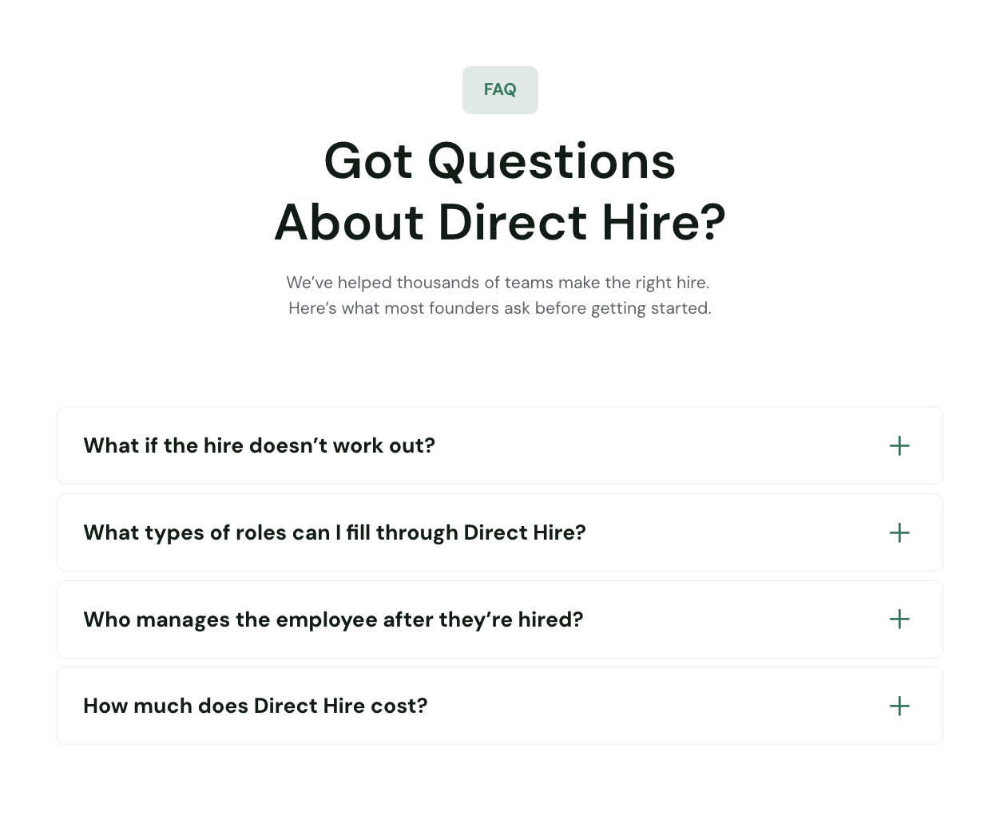 FAQ
Got Questions
About Direct Hire?
We’ve helped thousands of teams make the right hire.
Here’s what most founders ask before getting started.
What if the hire doesn’t work out?
What types of roles can I fill through Direct Hire?
Who manages the employee after they’re hired?
How much does Direct Hire cost?